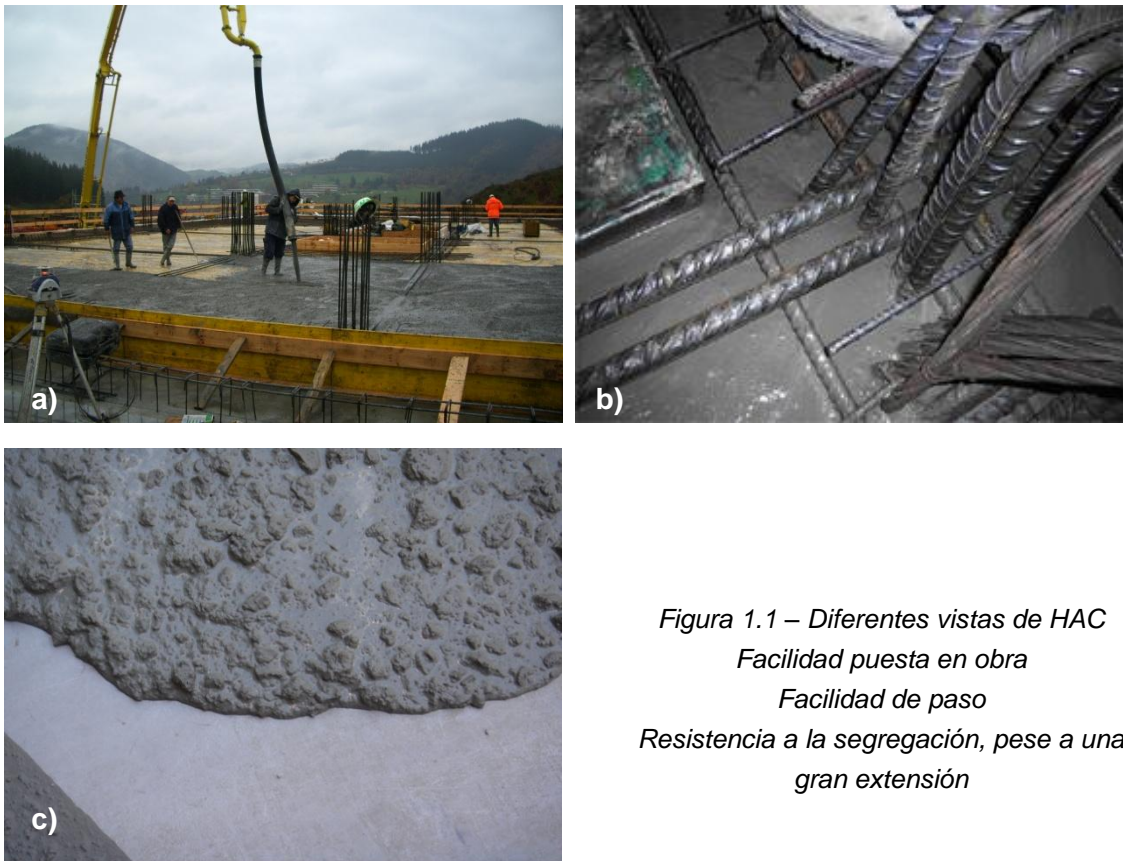 a)
b)
c)
Figura 1.1 – Diferentes vistas de HAC
Facilidad puesta en obra
Facilidad de paso
Resistencia a la segregación, pese a una
gran extensión